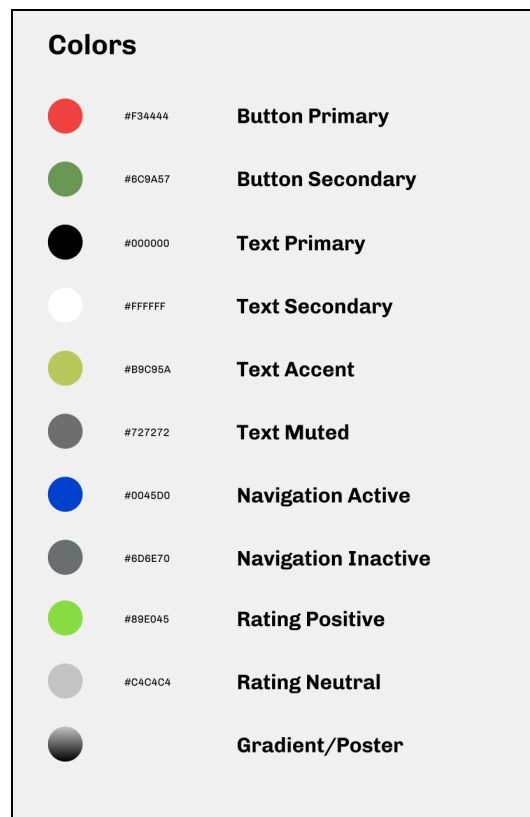 Colors
#F34444 Button Primary
#6C9A57 Button Secondary
#000000 Text Primary
#FFFFFF Text Secondary
#B9C95A Text Accent
#727272 Text Muted
#0045D0 Navigation Active
#6D6E70 Navigation Inactive
#89E045 Rating Positive
#C4C4C4 Rating Neutral
Gradient/Poster